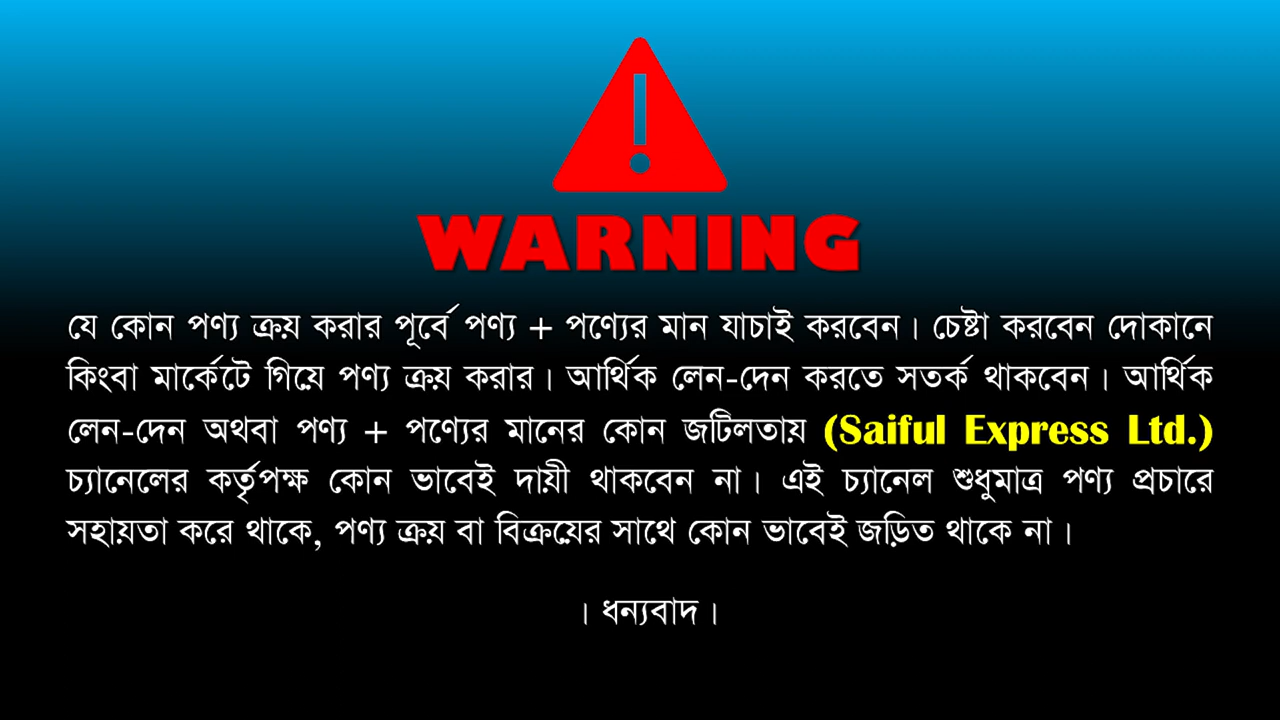 WARNING
যে কোন পণ্য ক্রয় করার পূর্বে পণ্য + পণ্যের মান যাচাই করবেন। চেষ্টা করবেন দোকানে
কিংবা মার্কেটে গিয়ে পণ্য ক্রয় করার। আর্থিক লেন-দেন করতে সতর্ক থাকবেন। আর্থিক
লেন-দেন অথবা পণ্য + পণ্যের মানের কোন জটিলতায় (Saiful Express Ltd.)
চ্যানেলের কর্তৃপক্ষ কোন ভাবেই দায়ী থাকবেন না। এই চ্যানেল শুধুমাত্র পণ্য প্রচারে
সহায়তা করে থাকে, পণ্য ক্রয় বা বিক্রয়ের সাথে কোন ভাবেই জড়িত থাকে না।
। ধন্যবাদ।